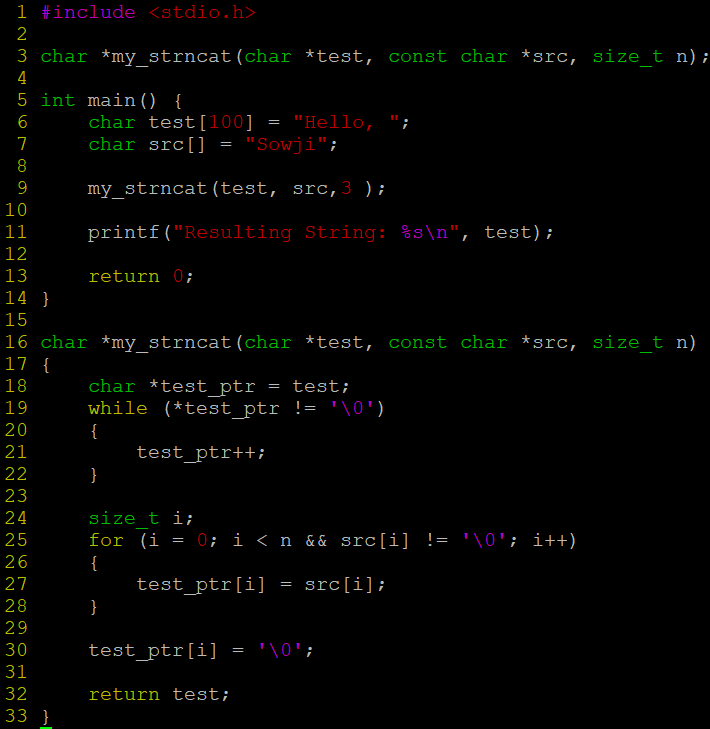 1 #include <stdio.h>
2
3 char *my_strncat(char *test, const char *src, size_t n);
4
5 int main() {
6     char test[100] = "Hello, ";
7     char src[] = "Sowji";
8
9     my_strncat(test, src,3 );
10
11     printf("Resulting String: %s\n", test);
12
13     return 0;
14 }
15
16 char *my_strncat(char *test, const char *src, size_t n)
17 {
18     char *test_ptr = test;
19     while (*test_ptr != '\0')
20     {
21         test_ptr++;
22     }
23
24     size_t i;
25     for (i = 0; i < n && src[i] != '\0'; i++)
26     {
27         test_ptr[i] = src[i];
28     }
29
30     test_ptr[i] = '\0';
31
32     return test;
33 }